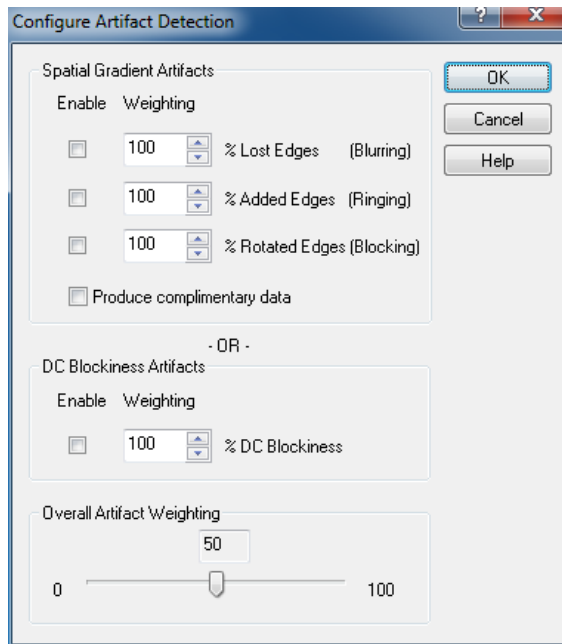 Configure Artifact Detection
?
X
Spatial Gradient Artifacts
Enable Weighting
100 % Lost Edges (Blurring)
100 % Added Edges (Ringing)
100 % Rotated Edges (Blocking)
Produce complimentary data
- OR -
DC Blockiness Artifacts
Enable Weighting
100 % DC Blockiness
Overall Artifact Weighting
50
0 100
OK
Cancel
Help